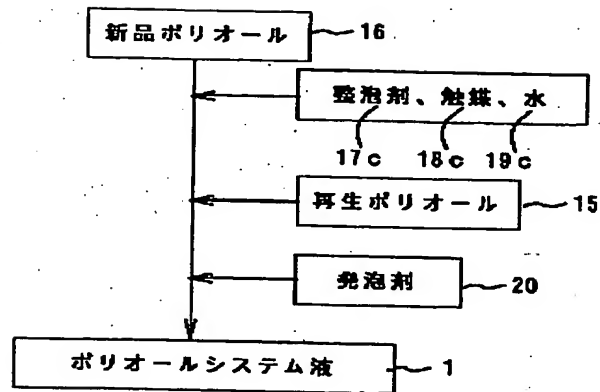 新品ポリオール 16
整泡剤、触媒、水
17c 18c 19c
再生ポリオール 15
発泡剤 20
ポリオールシステム液 1